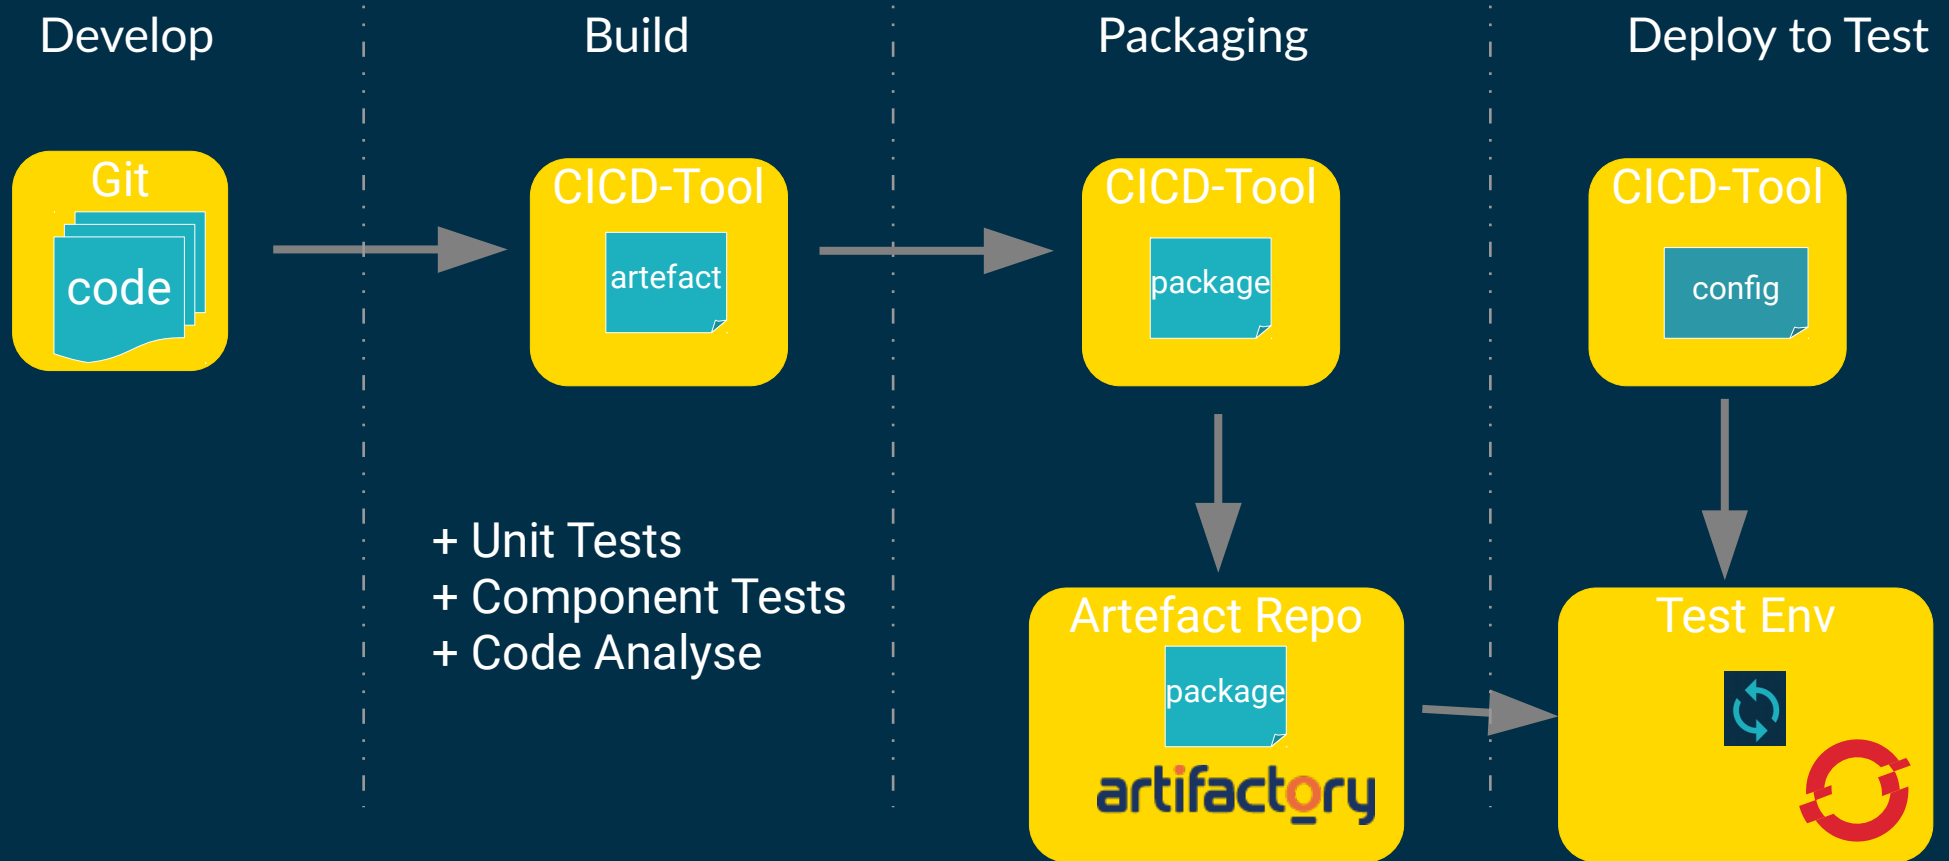 Develop
Build
Packaging
Deploy to Test
Git
code
CICD-Tool
artefact
CICD-Tool
package
CICD-Tool
config
+ Unit Tests
+ Component Tests
+ Code Analyse
Artefact Repo
package
artifactory
Test Env